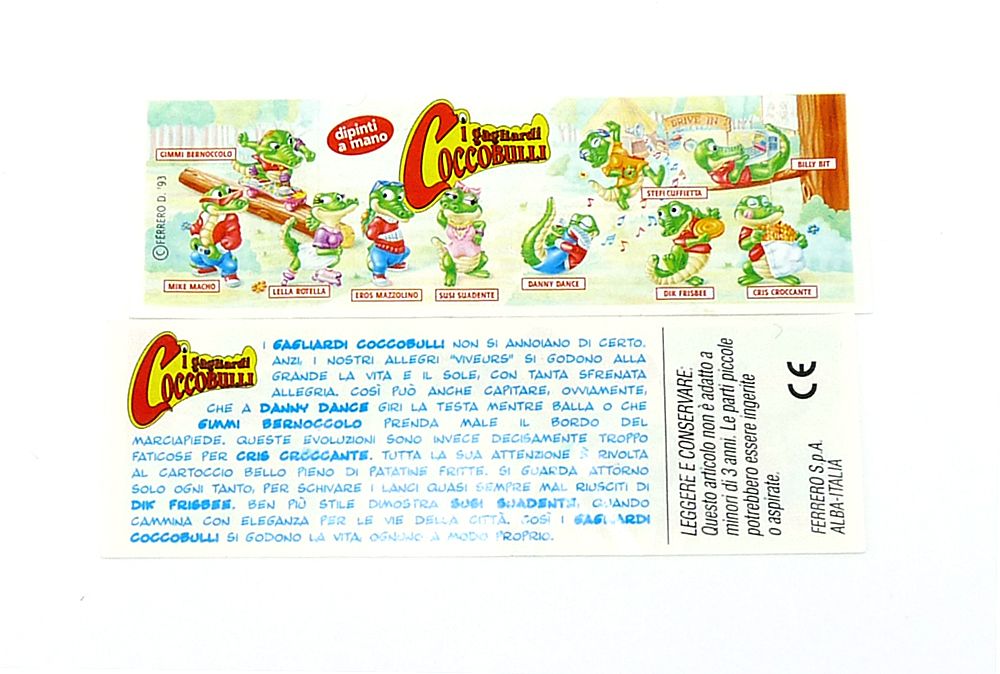 GIMMI BERNOCCOLO
dipinti
a mano
i gagliardi
COCCOBULLI
DRIVE IN
BILLY BIT
STEFI CUFFIETTA
© FERRERO D. '93
MIKE MACHO
LELLA ROTELLA
EROS MAZZOLINO
SUSI SUADENTE
DANNY DANCE
DIK FRISBEE
CRIS CROCCANTE
i gagliardi
COCCOBULLI
I GAGLIARDI COCCOBULLI NON SI ANNOIANO DI CERTO.
ANZI, I NOSTRI ALLEGRI "VIVEURS" SI GODONO ALLA
GRANDE LA VITA E IL SOLE, CON TANTA SFRENATA
ALLEGRIA. COSÌ PUÒ ANCHE CAPITARE, OVVIAMENTE,
CHE A DANNY DANCE GIRI LA TESTA MENTRE BALLA O CHE
GIMMI BERNOCCOLO PRENDA MALE IL BORDO DEL
MARCIAPIEDE. QUESTE EVOLUZIONI SONO INVECE DECISAMENTE TROPPO
FATICOSE PER CRIS CROCCANTE. TUTTA LA SUA ATTENZIONE È RIVOLTA
AL CARTOCCIO BELLO PIENO DI PATATINE FRITTE. SI GUARDA ATTORNO
SOLO OGNI TANTO, PER SCHIVARE I LANCI QUASI SEMPRE MAL RIUSCITI DI
DIK FRISBEE. BEN PIÙ STILE DIMOSTRA SUSI SUADENTE, QUANDO
CAMMINA CON ELEGANZA PER LE VIE DELLA CITTÀ. COSÌ I GAGLIARDI
COCCOBULLI SI GODONO LA VITA, OGNUNO A MODO PROPRIO.
LEGGERE E CONSERVARE:
Questo articolo non è adatto a
minori di 3 anni. Le parti piccole
potrebbero essere ingerite
o aspirate.
CE
FERRERO S.p.A.
ALBA-ITALIA